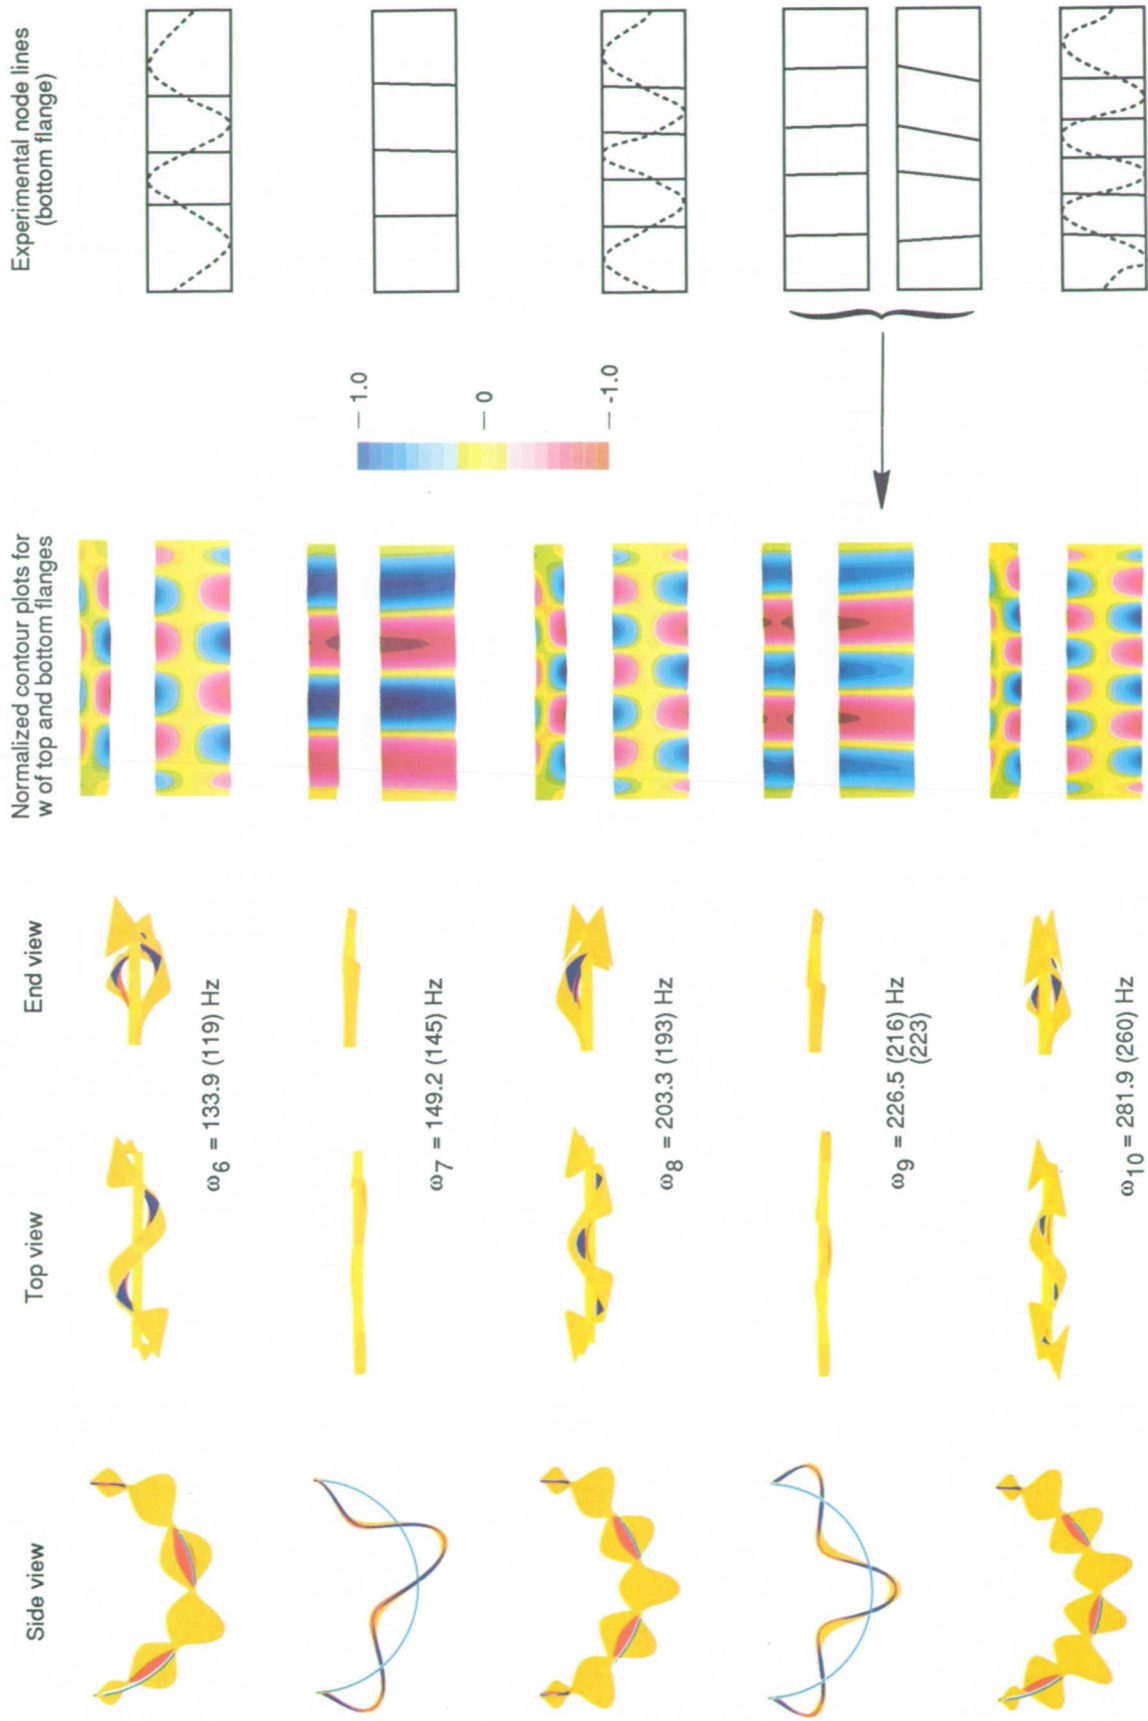 Side view
Top view
End view
Normalized contour plots for
w of top and bottom flanges
Experimental node lines
(bottom flange)
ω6 = 133.9 (119) Hz
1.0
0
-1.0
ω7 = 149.2 (145) Hz
ω8 = 203.3 (193) Hz
ω9 = 226.5 (216) Hz
(223)
ω10 = 281.9 (260) Hz